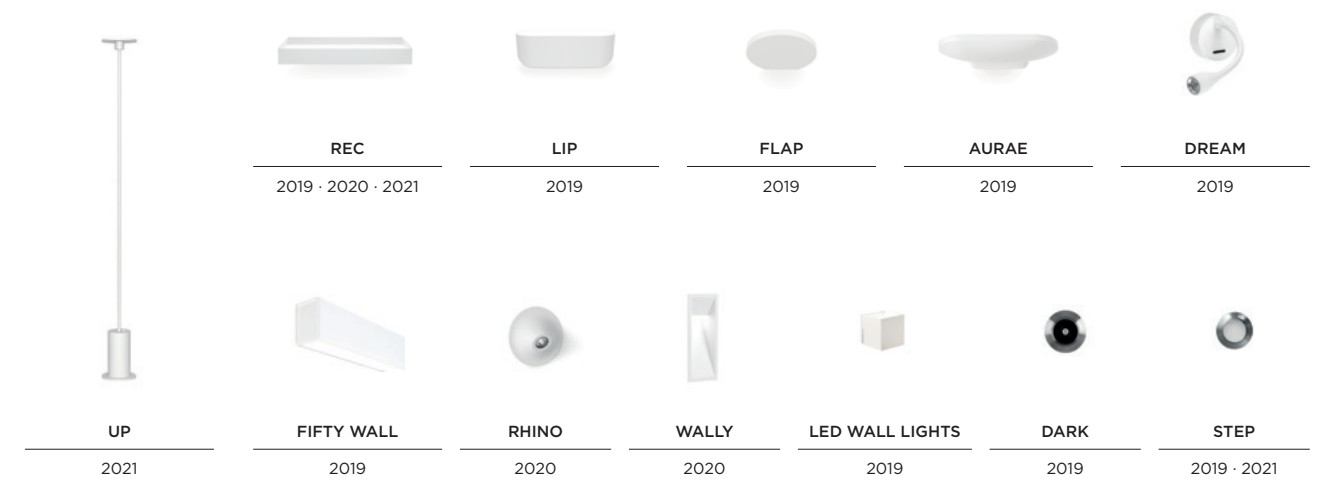 REC
2019 · 2020 · 2021
LIP
2019
FLAP
2019
AURAE
2019
DREAM
2019
UP
2021
FIFTY WALL
2019
RHINO
2020
WALLY
2020
LED WALL LIGHTS
2019
DARK
2019
STEP
2019 · 2021